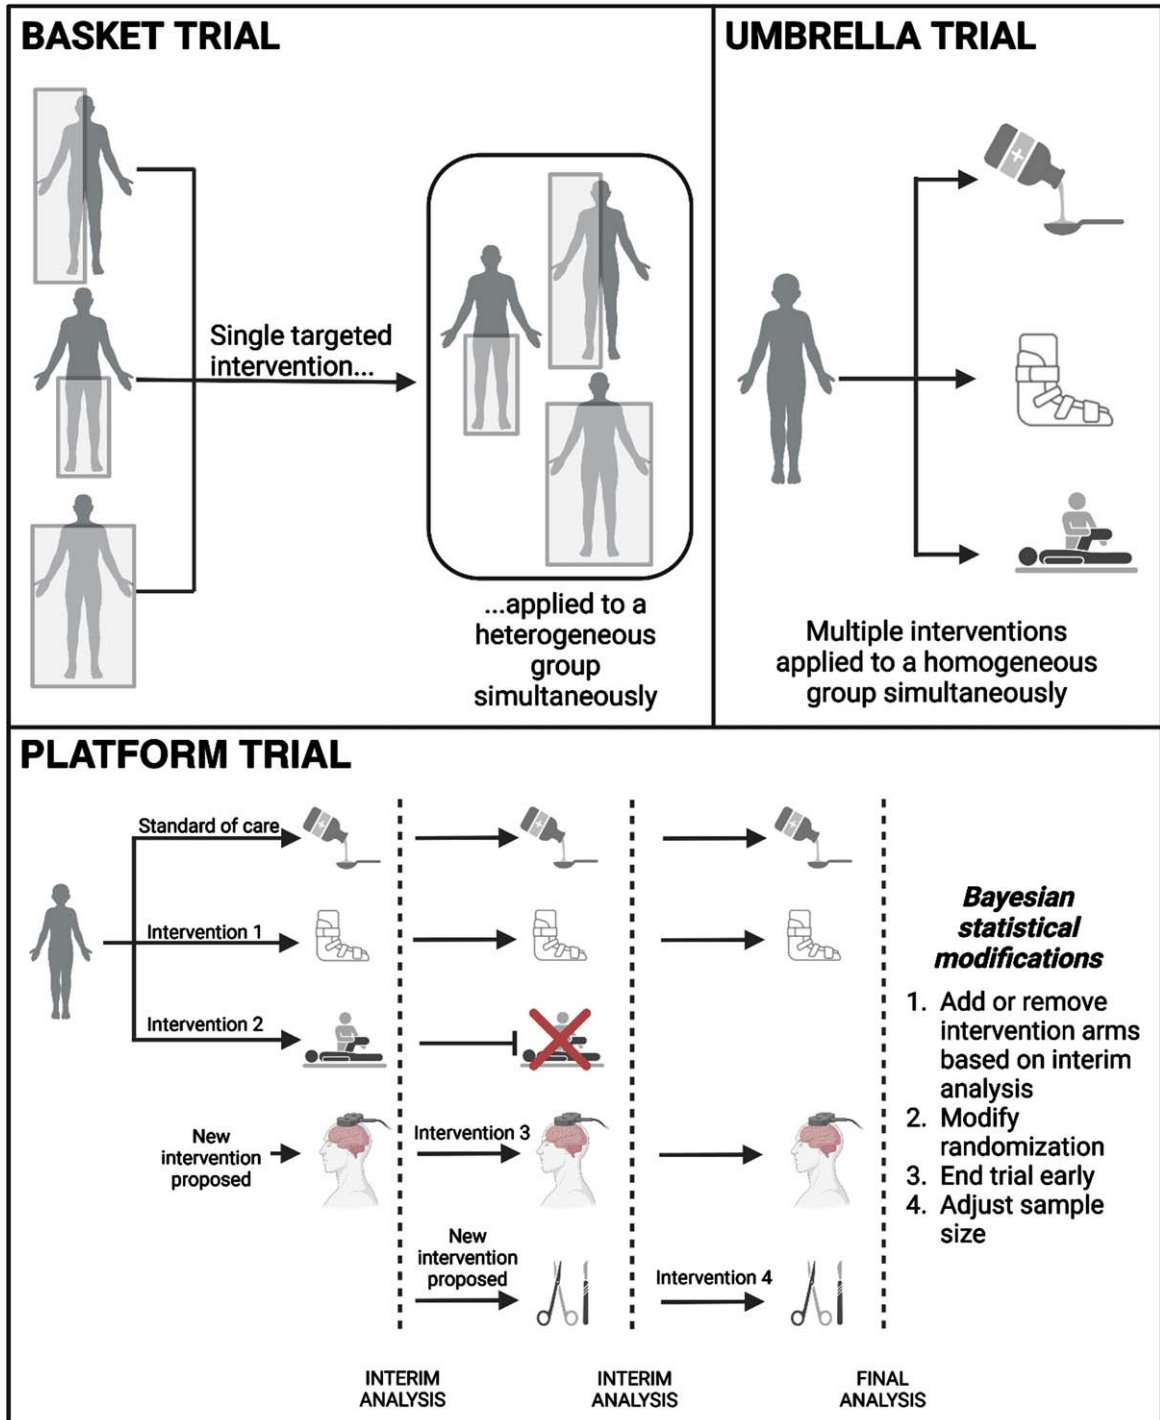 BASKET TRIAL
Single targeted
intervention...
...applied to a
heterogeneous
group
simultaneously
UMBRELLA TRIAL
Multiple interventions
applied to a homogeneous
group simultaneously
PLATFORM TRIAL
Standard of care
Intervention 1
Intervention 2
New
intervention
proposed
Intervention 3
New
intervention
proposed
Intervention 4
INTERIM
ANALYSIS
INTERIM
ANALYSIS
FINAL
ANALYSIS
Bayesian
statistical
modifications
1. Add or remove
intervention arms
based on interim
analysis
2. Modify
randomization
3. End trial early
4. Adjust sample
size